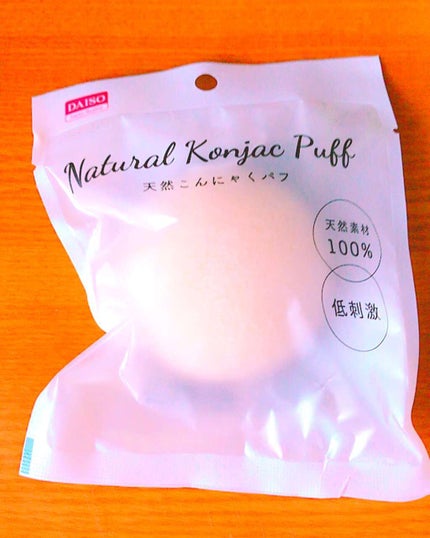 DAISO
Natural Konjac Puff
天然こんにゃくパフ
天然素材
100%
低刺激